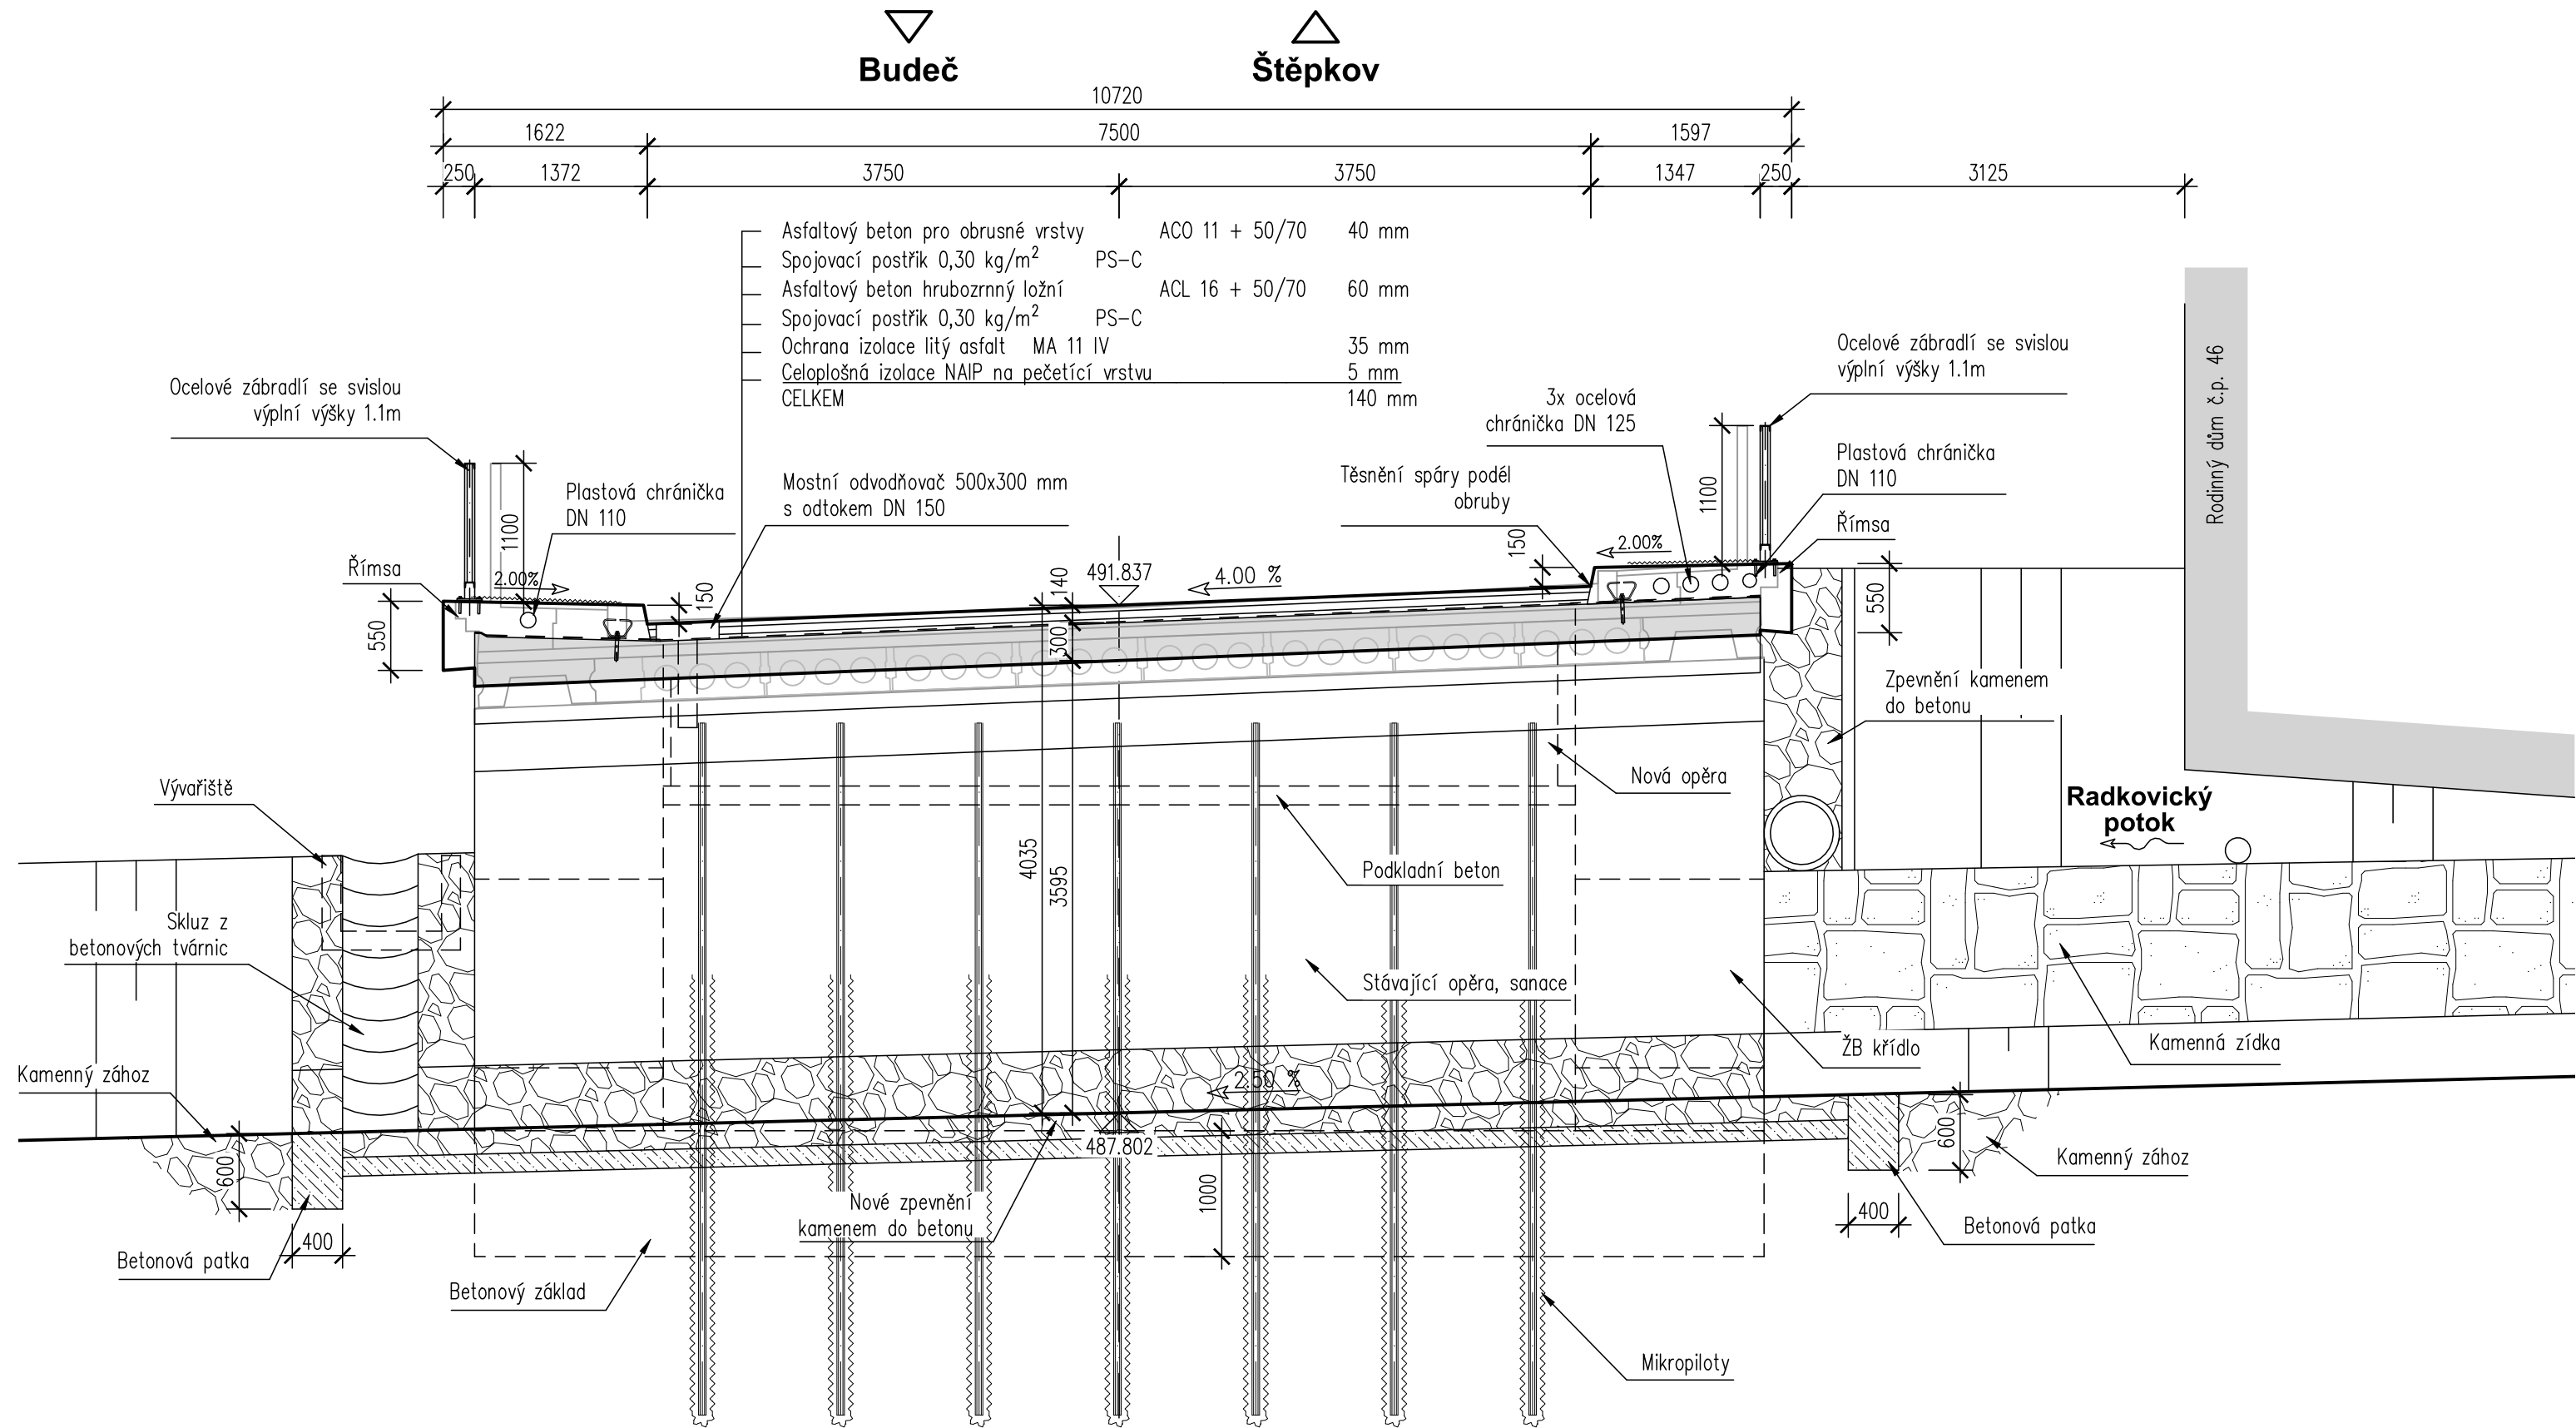 Budeč
Štěpkov
10720
1622
7500
1597
250
1372
3750
3750
1347
250
3125
Asfaltový beton pro obrusné vrstvy ACO 11 + 50/70 40 mm
Spojovací postřik 0,30 kg/m² PS-C
Asfaltový beton hrubozrnný ložní ACL 16 + 50/70 60 mm
Spojovací postřik 0,30 kg/m² PS-C
Ochrana izolace litý asfalt MA 11 IV 35 mm
Celoplošná izolace NAIP na pečetící vrstvu 5 mm
CELKEM 140 mm
Ocelové zábradlí se svislou
výplní výšky 1.1m
Ocelové zábradlí se svislou
výplní výšky 1.1m
Rodinný dům č.p. 46
3x ocelová
chránička DN 125
Plastová chránička
DN 110
Plastová chránička
DN 110
Mostní odvodňovač 500x300 mm
s odtokem DN 150
Těsnění spáry podél
obruby
Římsa
Římsa
1100
1100
2.00%
2.00%
150
150
140
491.837
4.00 %
550
550
300
Zpevnění kamenem
do betonu
Nová opěra
Vývařiště
Radkovický
potok
4035
3595
Podkladní beton
Skluz z
betonových tvárnic
Stávající opěra, sanace
ŽB křídlo
Kamenná zídka
Kamenný zához
2.50 %
487.802
600
600
1000
Kamenný zához
Nové zpevnění
kamenem do betonu
400
400
Betonová patka
Betonová patka
Betonový základ
Mikropiloty